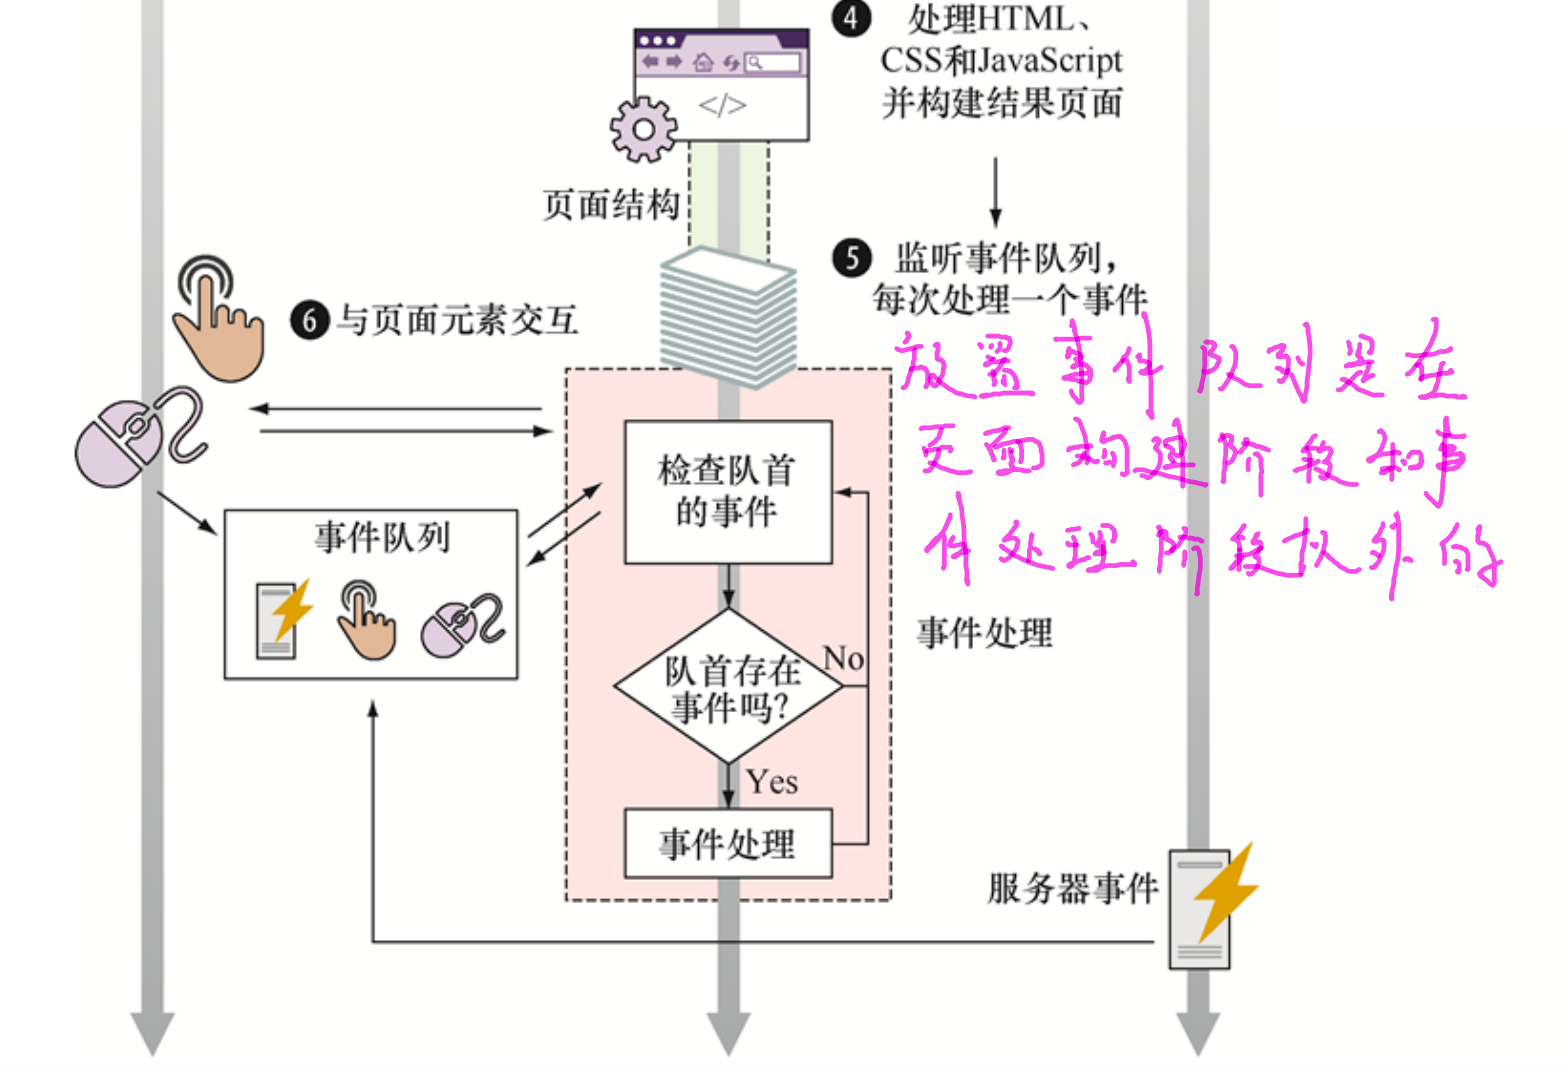 ④ 处理HTML、
CSS和JavaScript
并构建结果页面
</>
页面结构
⑤ 监听事件队列,
每次处理一个事件
⑥ 与页面元素交互
放置事件队列是在
页面构建阶段和事
件处理阶段以外的
检查队首
的事件
事件队列
事件处理
队首存在
事件吗?
No
Yes
事件处理
服务器事件